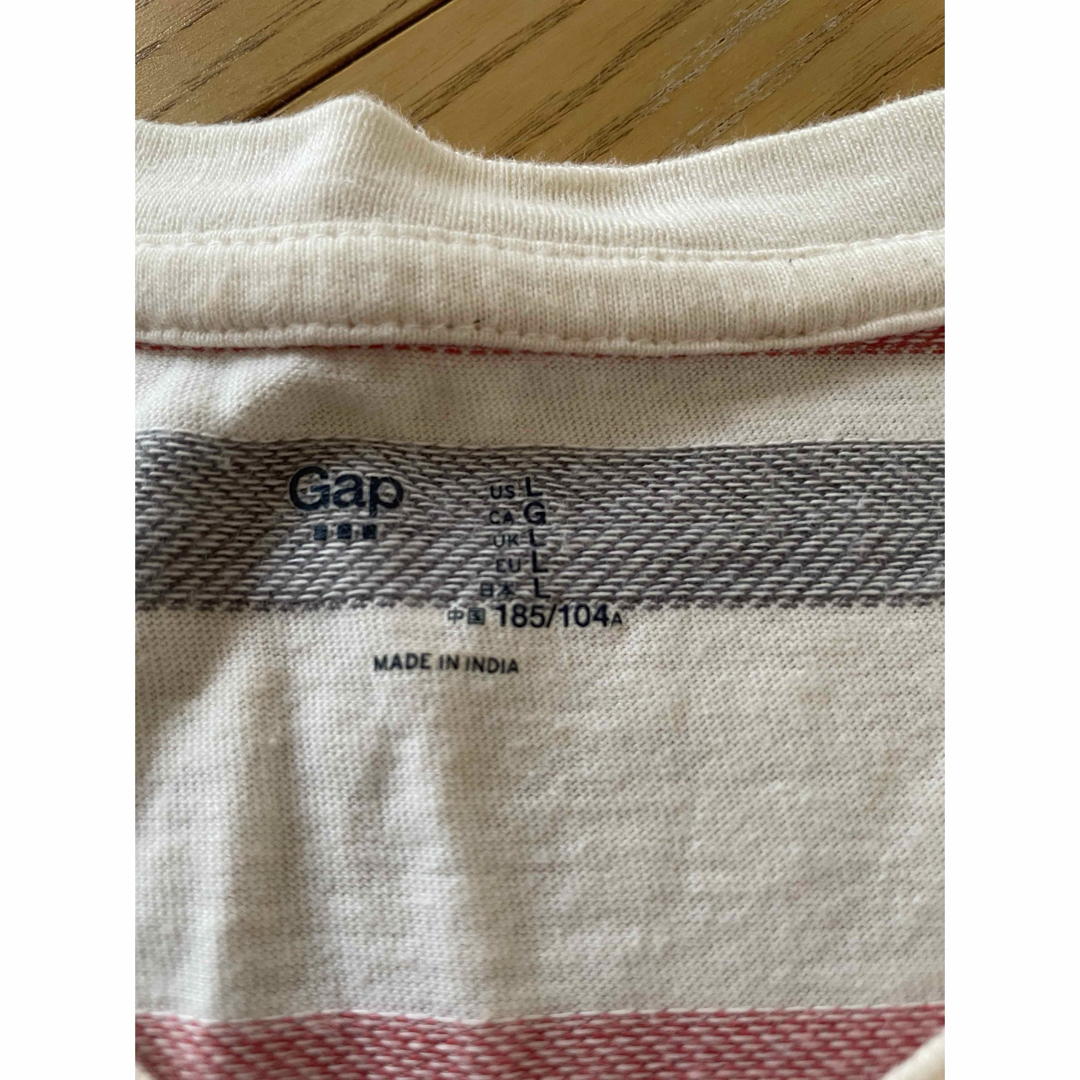 Gap
US L
CA G
UK L
EU L
日本 L
中国 185/104A
MADE IN INDIA